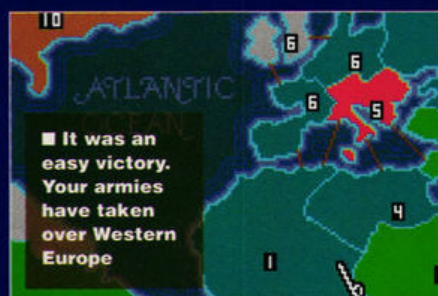 10
6
ATLANTIC
OCEAN
6
6
5
■ It was an
easy victory.
Your armies
have taken
over Western
Europe
4
1